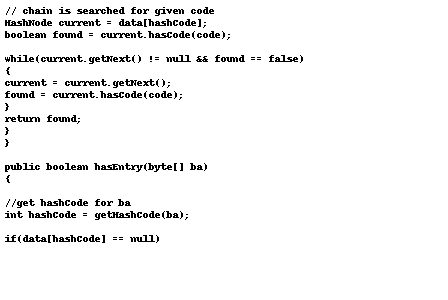 // chain is searched for given code
HashNode current = data[hashCode];
boolean found = current.hasCode(code);
while(current.getNext() != null && found == false)
{
current = current.getNext();
found = current.hasCode(code);
}
return found;
}
}
public boolean hasEntry(byte[] ba)
{
//get hashCode for ba
int hashCode = getHashCode(ba);
if(data[hashCode] == null)